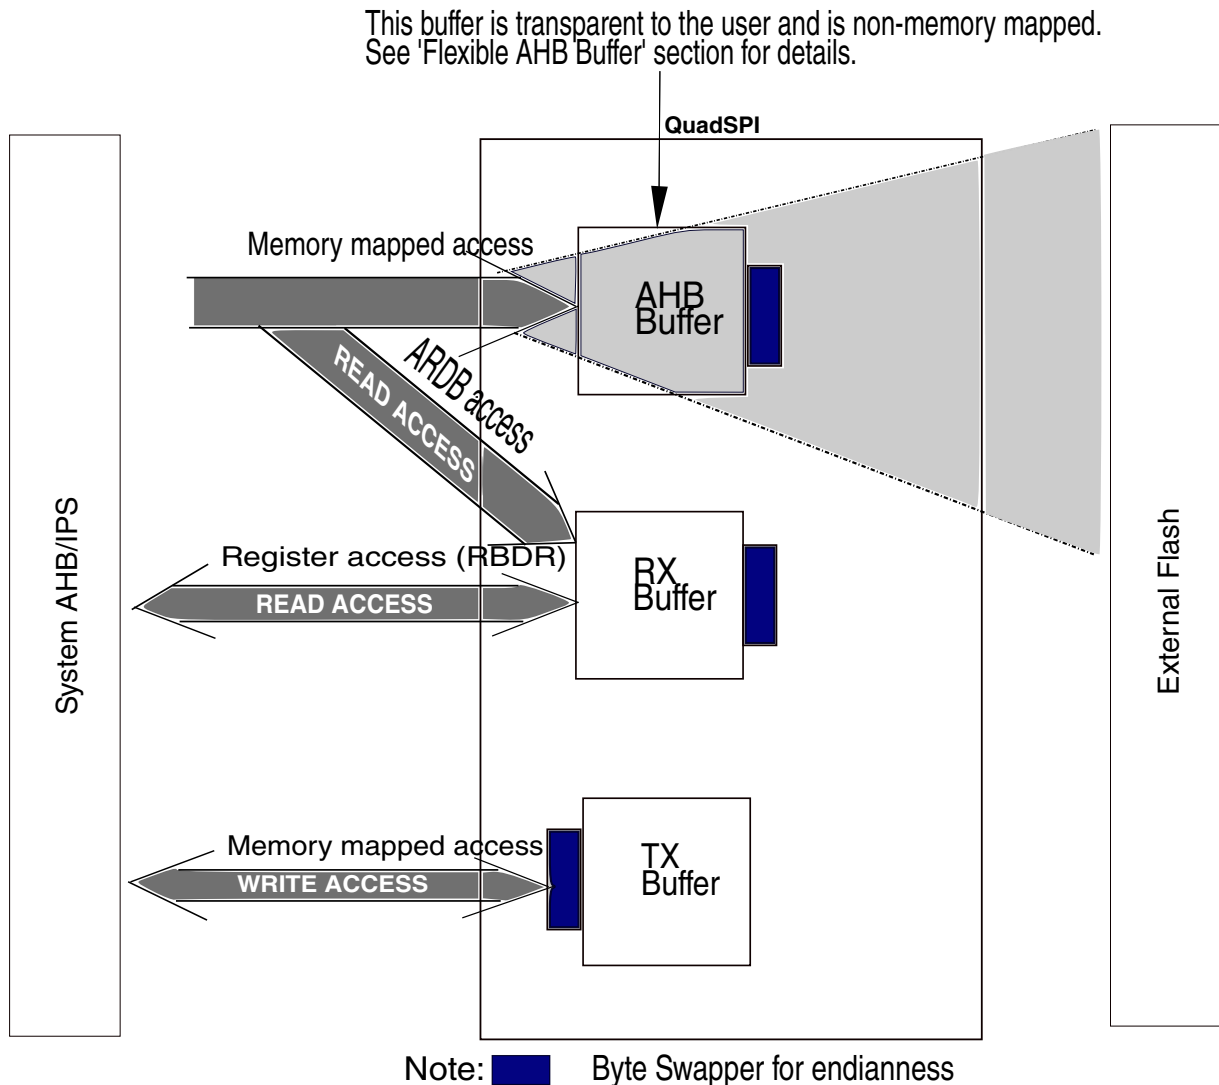 This buffer is transparent to the user and is non-memory mapped.
See 'Flexible AHB Buffer' section for details.
QuadSPI
Memory mapped access
AHB
Buffer
READ ACCESS
ARDB access
System AHB/IPS
External Flash
Register access (RBDR)
READ ACCESS
RX
Buffer
Memory mapped access
WRITE ACCESS
TX
Buffer
Note:
Byte Swapper for endianness